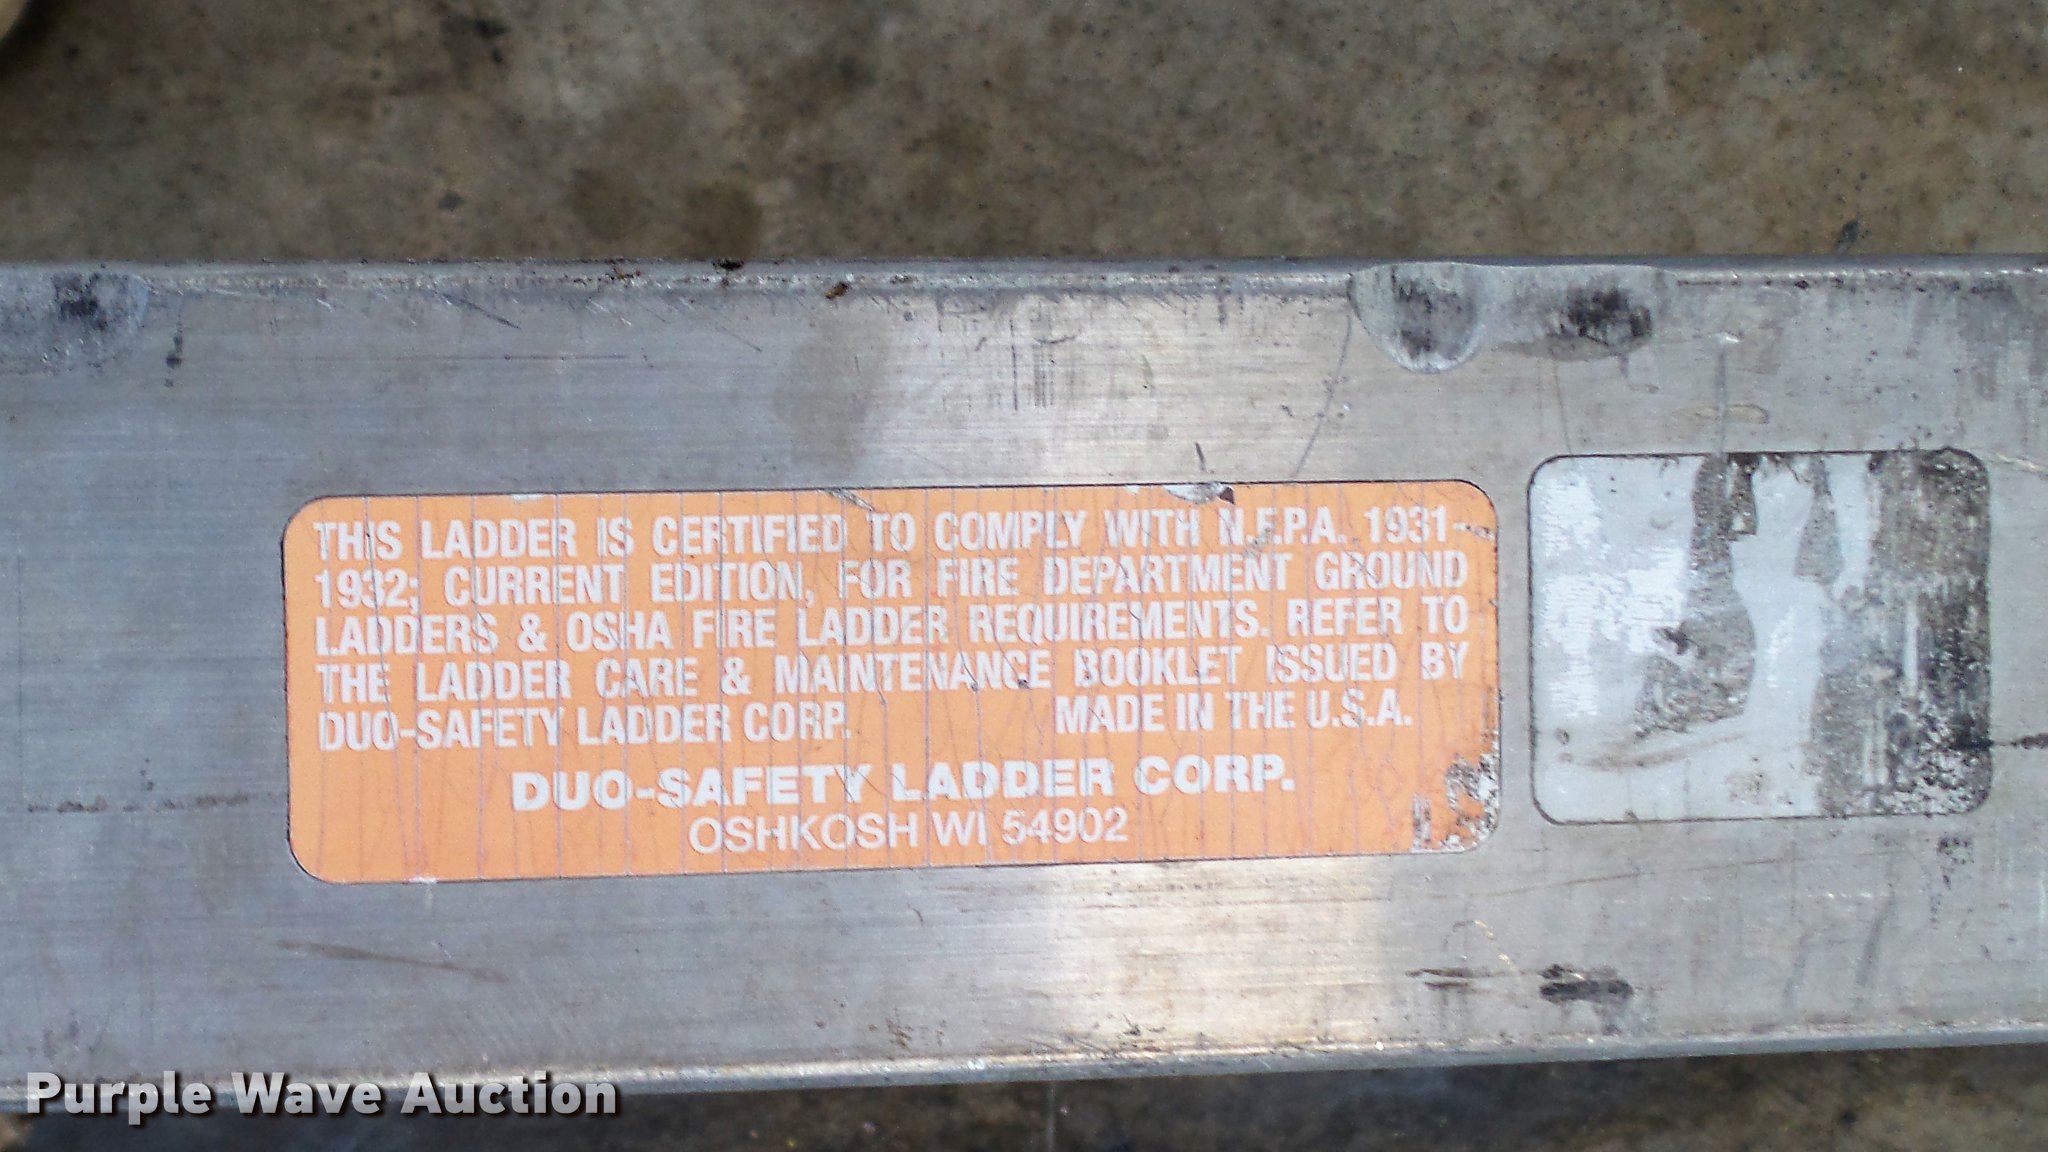 THIS LADDER IS CERTIFIED TO COMPLY WITH N.F.P.A. 1931-
1932; CURRENT EDITION, FOR FIRE DEPARTMENT GROUND
LADDERS & OSHA FIRE LADDER REQUIREMENTS. REFER TO
THE LADDER CARE & MAINTENANCE BOOKLET ISSUED BY
DUO-SAFETY LADDER CORP. MADE IN THE U.S.A.
DUO-SAFETY LADDER CORP.
OSHKOSH WI 54902
Purple Wave Auction